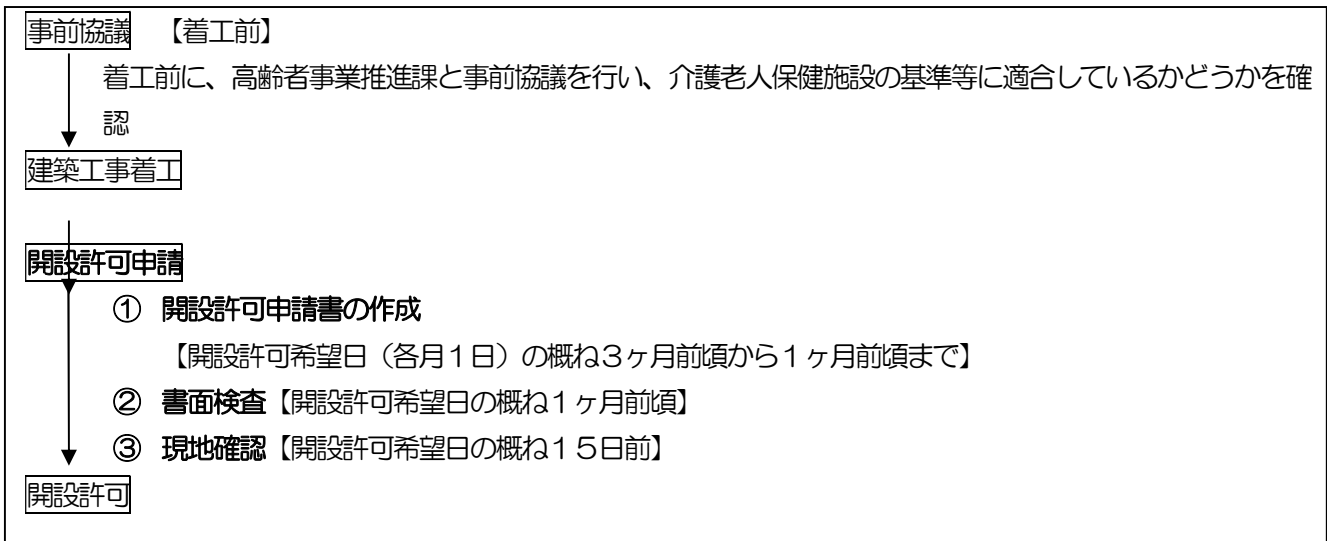 事前協議　【着工前】
着工前に、高齢者事業推進課と事前協議を行い、介護老人保健施設の基準等に適合しているかどうかを確
認
建築工事着工
開設許可申請
① 開設許可申請書の作成
【開設許可希望日（各月１日）の概ね３ヶ月前頃から１ヶ月前頃まで】
② 書面検査【開設許可希望日の概ね１ヶ月前頃】
③ 現地確認【開設許可希望日の概ね１５日前】
開設許可